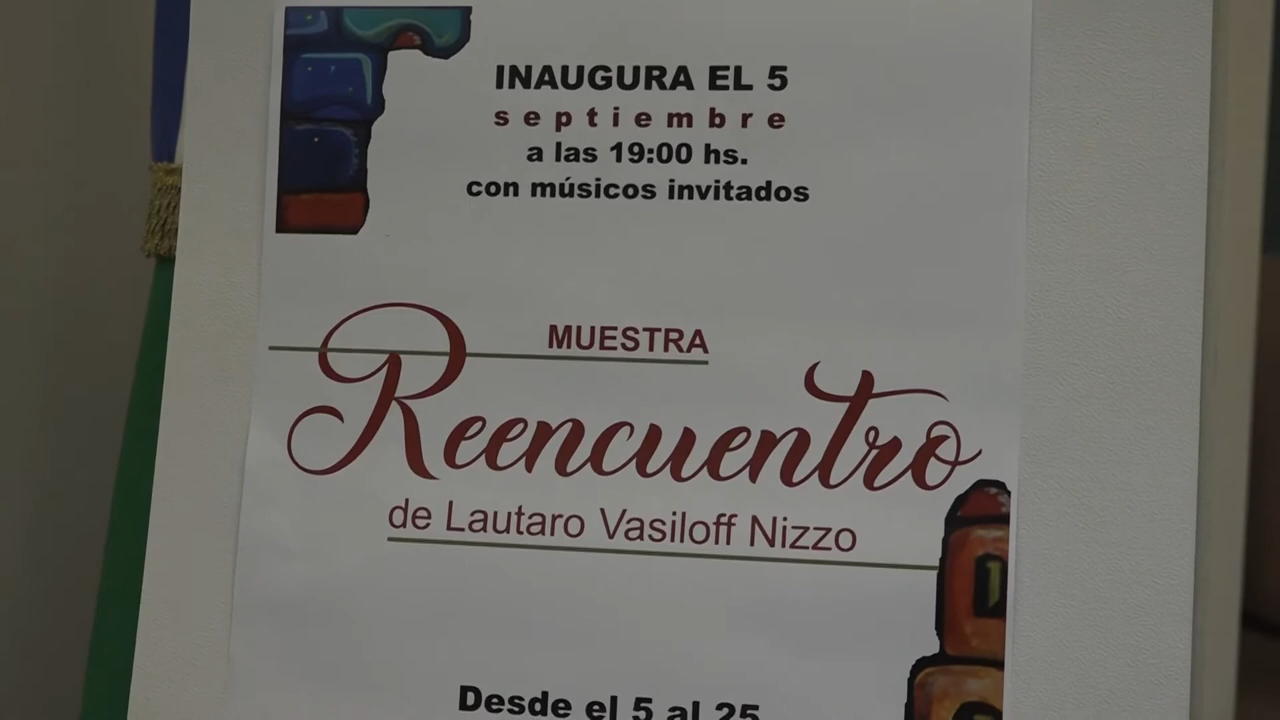 INAUGURA EL 5
septiembre
a las 19:00 hs.
con músicos invitados
MUESTRA
Reencuentro
de Lautaro Vasiloff Nizzo
Desde el 5 al 25